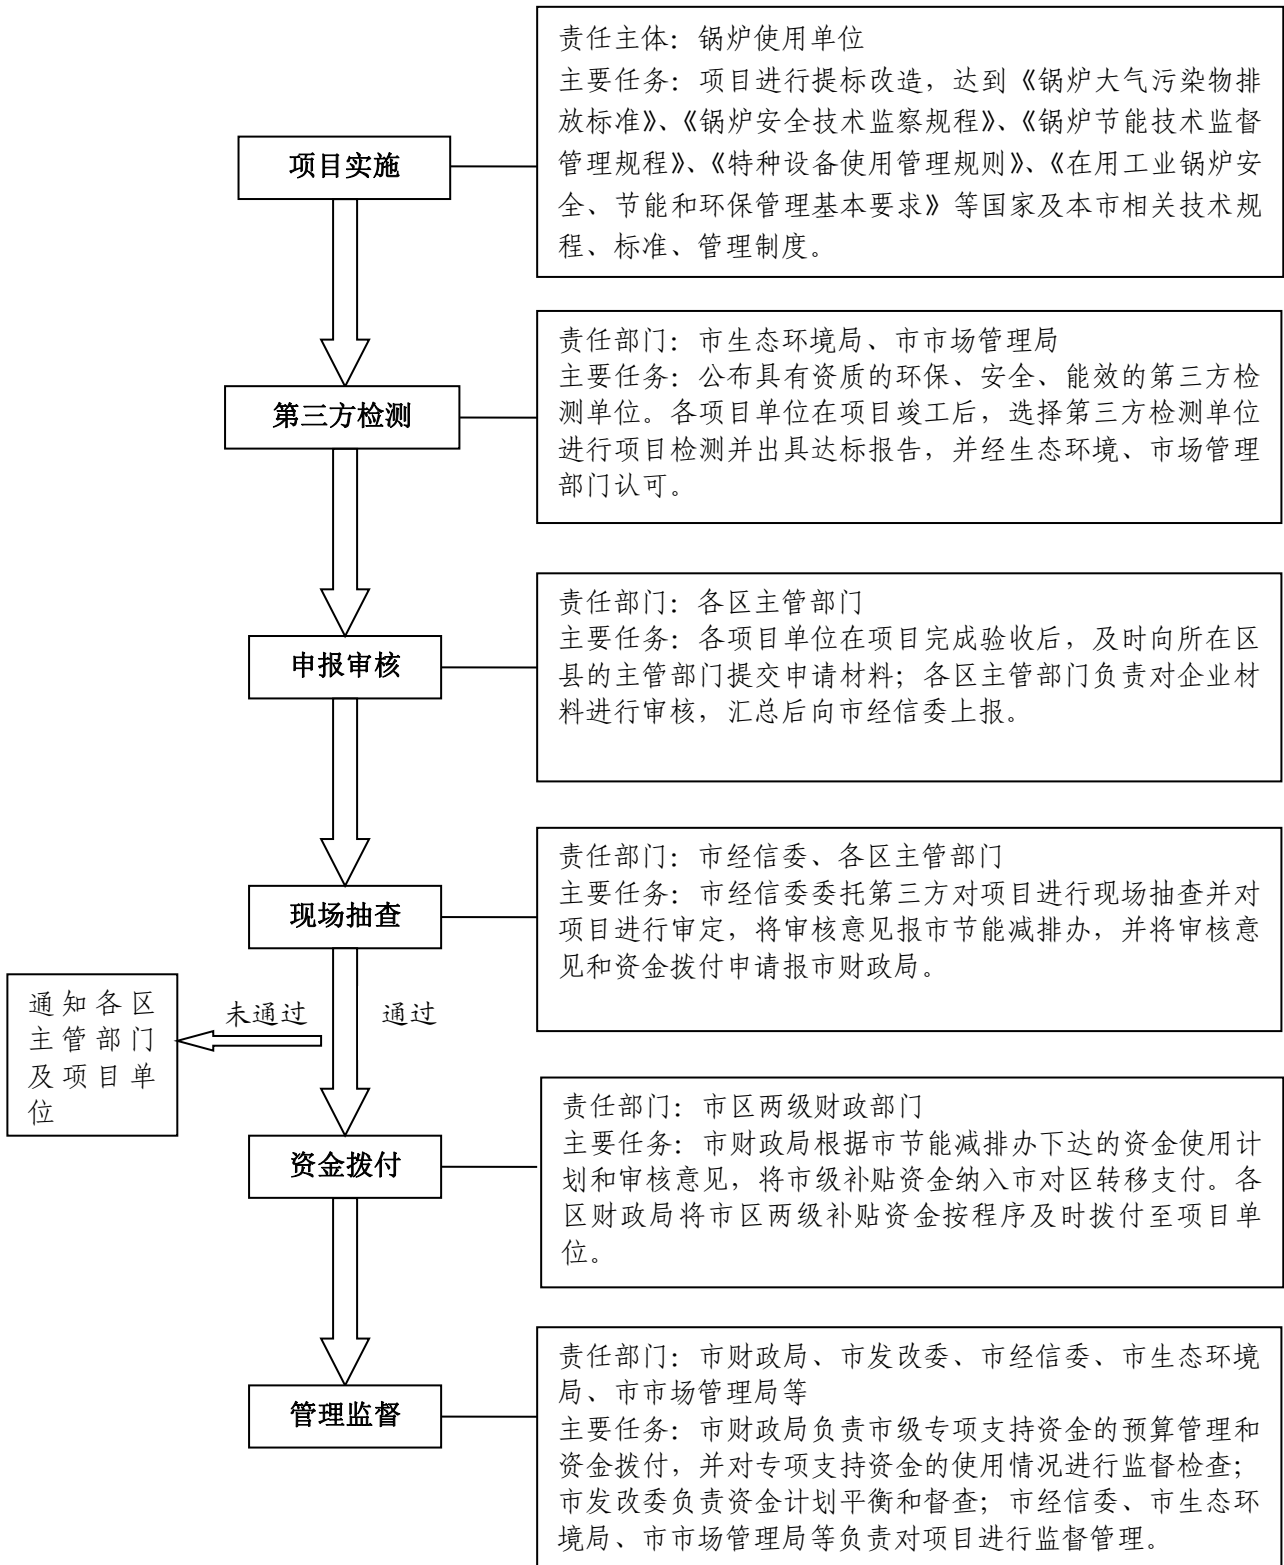 责任主体：锅炉使用单位
主要任务：项目进行提标改造，达到《锅炉大气污染物排
放标准》、《锅炉安全技术监察规程》、《锅炉节能技术监督
管理规程》、《特种设备使用管理规则》、《在用工业锅炉安
全、节能和环保管理基本要求》等国家及本市相关技术规
程、标准、管理制度。
项目实施
责任部门：市生态环境局、市市场管理局
主要任务：公布具有资质的环保、安全、能效的第三方检
测单位。各项目单位在项目竣工后，选择第三方检测单位
进行项目检测并出具达标报告，并经生态环境、市场管理
部门认可。
第三方检测
责任部门：各区主管部门
主要任务：各项目单位在项目完成验收后，及时向所在区
县的主管部门提交申请材料；各区主管部门负责对企业材
料进行审核，汇总后向市经信委上报。
申报审核
责任部门：市经信委、各区主管部门
主要任务：市经信委委托第三方对项目进行现场抽查并对
项目进行审定，将审核意见报市节能减排办，并将审核意
见和资金拨付申请报市财政局。
现场抽查
未通过
通过
通知各区
主管部门
及项目单
位
责任部门：市区两级财政部门
主要任务：市财政局根据市节能减排办下达的资金使用计
划和审核意见，将市级补贴资金纳入市对区转移支付。各
区财政局将市区两级补贴资金按程序及时拨付至项目单
位。
资金拨付
责任部门：市财政局、市发改委、市经信委、市生态环境
局、市市场管理局等
主要任务：市财政局负责市级专项支持资金的预算管理和
资金拨付，并对专项支持资金的使用情况进行监督检查；
市发改委负责资金计划平衡和督查；市经信委、市生态环
境局、市市场管理局等负责对项目进行监督管理。
管理监督